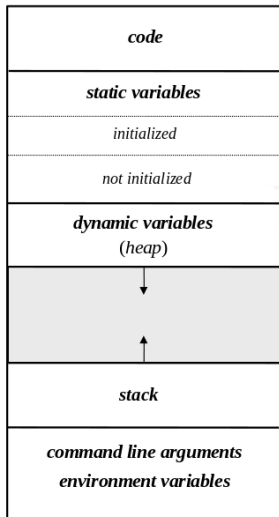 code
static variables
initialized
not initialized
dynamic variables
(heap)
stack
command line arguments
environment variables